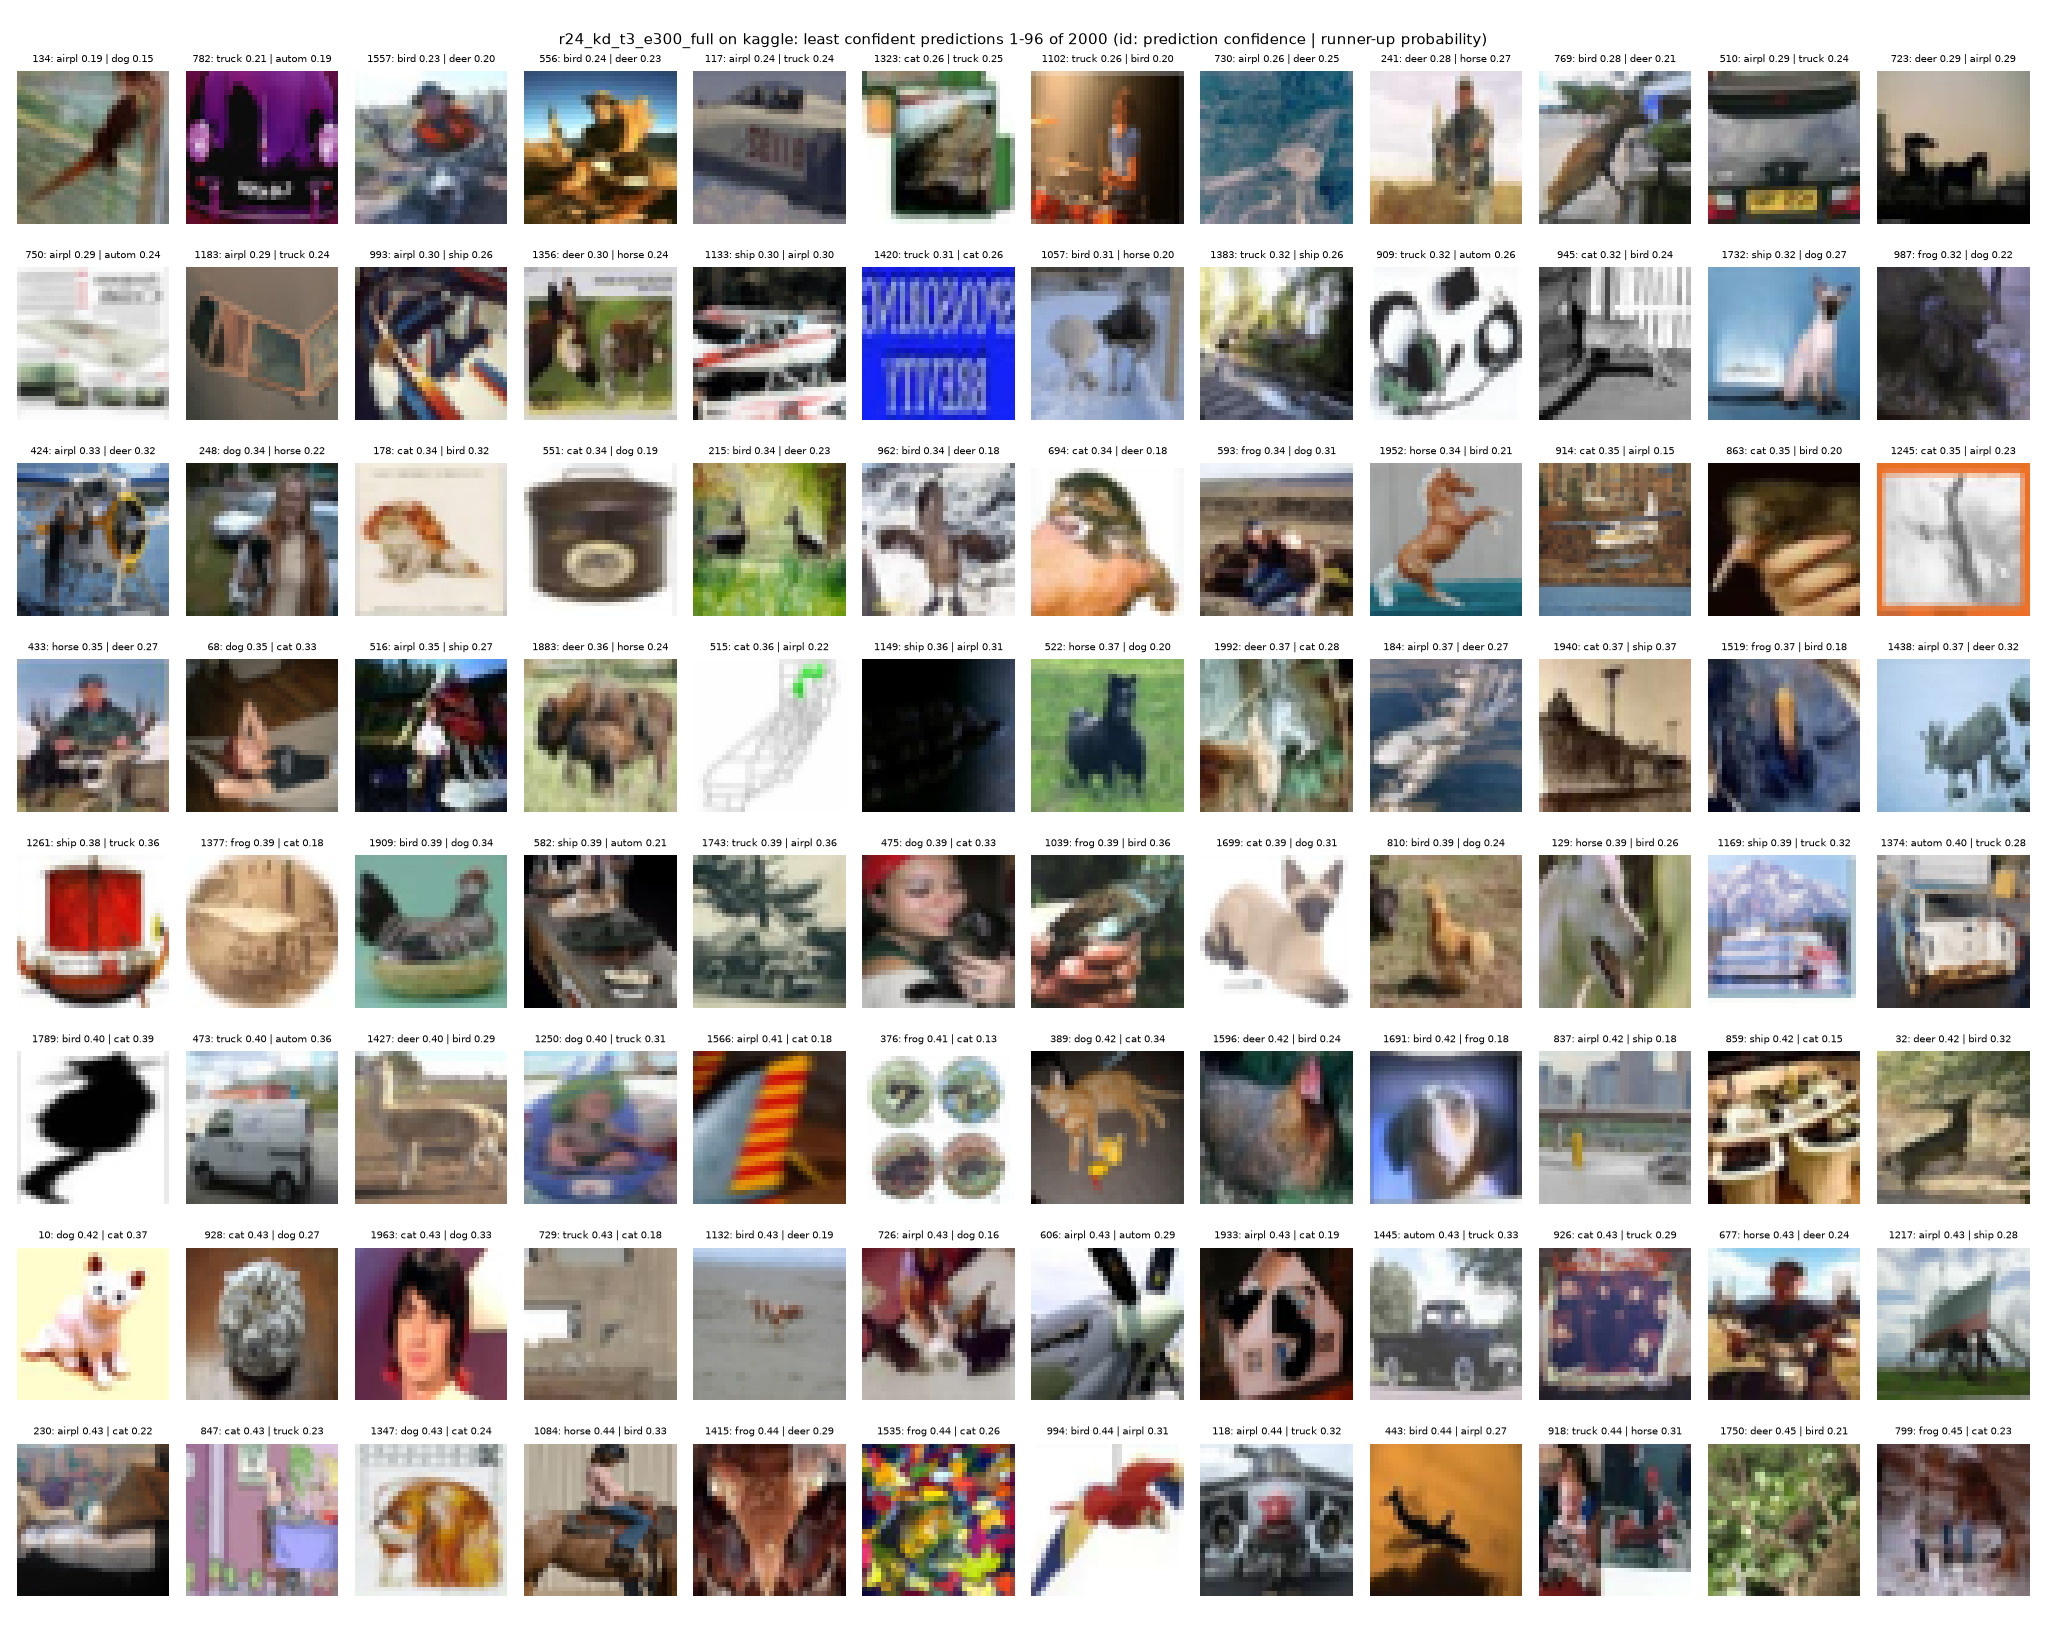 r24_kd_t3_e300_full on kaggle: least confident predictions 1-96 of 2000 (id: prediction confidence | runner-up probability)
134: airpl 0.19 | dog 0.15
782: truck 0.21 | autom 0.19
1557: bird 0.23 | deer 0.20
556: bird 0.24 | deer 0.23
117: airpl 0.24 | truck 0.24
1323: cat 0.26 | truck 0.25
1102: truck 0.26 | bird 0.20
730: airpl 0.26 | deer 0.25
241: deer 0.28 | horse 0.27
769: bird 0.28 | deer 0.21
510: airpl 0.29 | truck 0.24
723: deer 0.29 | airpl 0.29
750: airpl 0.29 | autom 0.24
1183: airpl 0.29 | truck 0.24
993: airpl 0.30 | ship 0.26
1356: deer 0.30 | horse 0.24
1133: ship 0.30 | airpl 0.30
1420: truck 0.31 | cat 0.26
1057: bird 0.31 | horse 0.20
1383: truck 0.32 | ship 0.26
909: truck 0.32 | autom 0.26
945: cat 0.32 | bird 0.24
1732: ship 0.32 | dog 0.27
987: frog 0.32 | dog 0.22
424: airpl 0.33 | deer 0.32
248: dog 0.34 | horse 0.22
178: cat 0.34 | bird 0.32
551: cat 0.34 | dog 0.19
215: bird 0.34 | deer 0.23
962: bird 0.34 | deer 0.18
694: cat 0.34 | deer 0.18
593: frog 0.34 | dog 0.31
1952: horse 0.34 | bird 0.21
914: cat 0.35 | airpl 0.15
863: cat 0.35 | bird 0.20
1245: cat 0.35 | airpl 0.23
433: horse 0.35 | deer 0.27
68: dog 0.35 | cat 0.33
516: airpl 0.35 | ship 0.27
1883: deer 0.36 | horse 0.24
515: cat 0.36 | airpl 0.22
1149: ship 0.36 | airpl 0.31
522: horse 0.37 | dog 0.20
1992: deer 0.37 | cat 0.28
184: airpl 0.37 | deer 0.27
1940: cat 0.37 | ship 0.37
1519: frog 0.37 | bird 0.18
1438: airpl 0.37 | deer 0.32
1261: ship 0.38 | truck 0.36
1377: frog 0.39 | cat 0.18
1909: bird 0.39 | dog 0.34
582: ship 0.39 | autom 0.21
1743: truck 0.39 | airpl 0.36
475: dog 0.39 | cat 0.33
1039: frog 0.39 | bird 0.36
1699: cat 0.39 | dog 0.31
810: bird 0.39 | dog 0.24
129: horse 0.39 | bird 0.26
1169: ship 0.39 | truck 0.32
1374: autom 0.40 | truck 0.28
1789: bird 0.40 | cat 0.39
473: truck 0.40 | autom 0.36
1427: deer 0.40 | bird 0.29
1250: dog 0.40 | truck 0.31
1566: airpl 0.41 | cat 0.18
376: frog 0.41 | cat 0.13
389: dog 0.42 | cat 0.34
1596: deer 0.42 | bird 0.24
1691: bird 0.42 | frog 0.18
837: airpl 0.42 | ship 0.18
859: ship 0.42 | cat 0.15
32: deer 0.42 | bird 0.32
10: dog 0.42 | cat 0.37
928: cat 0.43 | dog 0.27
1963: cat 0.43 | dog 0.33
729: truck 0.43 | cat 0.18
1132: bird 0.43 | deer 0.19
726: airpl 0.43 | dog 0.16
606: airpl 0.43 | autom 0.29
1933: airpl 0.43 | cat 0.19
1445: autom 0.43 | truck 0.33
926: cat 0.43 | truck 0.29
677: horse 0.43 | deer 0.24
1217: airpl 0.43 | ship 0.28
230: airpl 0.43 | cat 0.22
847: cat 0.43 | truck 0.23
1347: dog 0.43 | cat 0.24
1084: horse 0.44 | bird 0.33
1415: frog 0.44 | deer 0.29
1535: frog 0.44 | cat 0.26
994: bird 0.44 | airpl 0.31
118: airpl 0.44 | truck 0.32
443: bird 0.44 | airpl 0.27
918: truck 0.44 | horse 0.31
1750: deer 0.45 | bird 0.21
799: frog 0.45 | cat 0.23